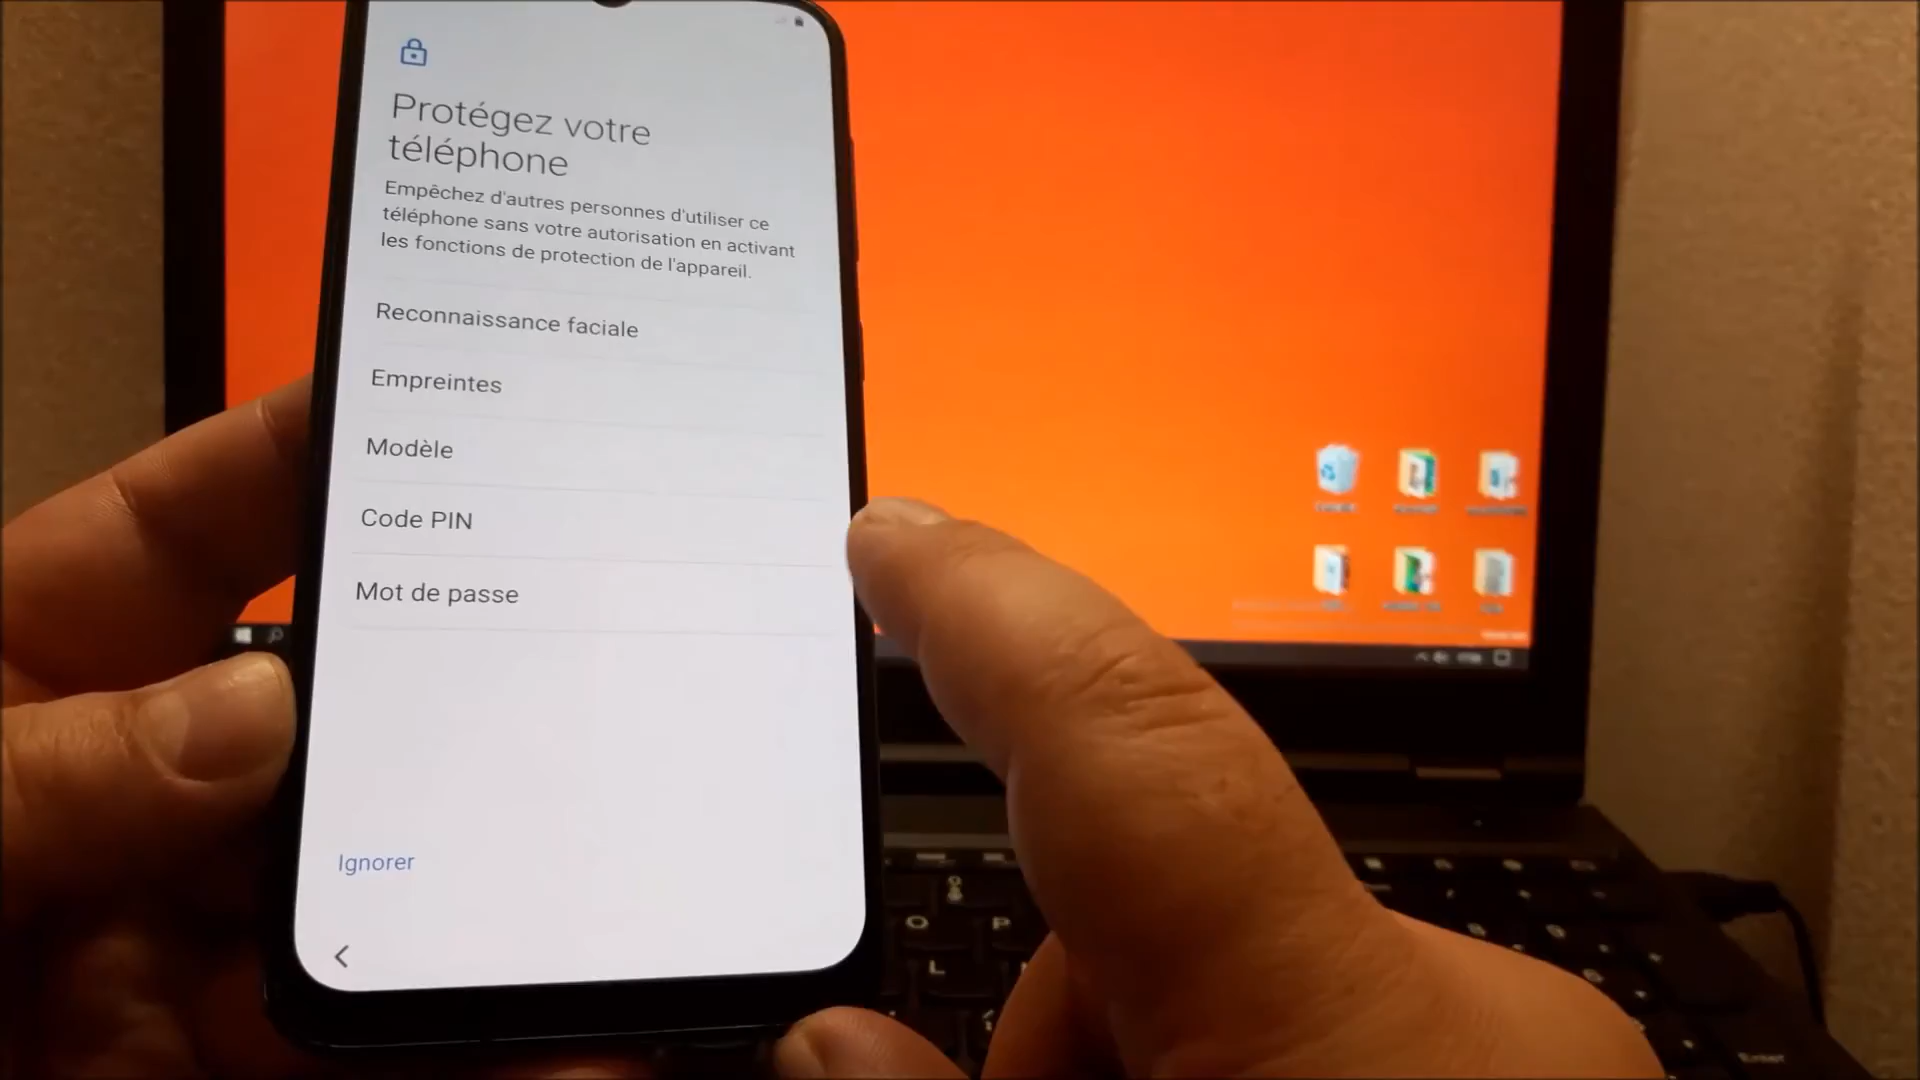 Protégez votre
téléphone
Empêchez d'autres personnes d'utiliser ce
téléphone sans votre autorisation en activant
les fonctions de protection de l'appareil.
Reconnaissance faciale
Empreintes
Modèle
Code PIN
Mot de passe
Ignorer
O
P
L
Enter